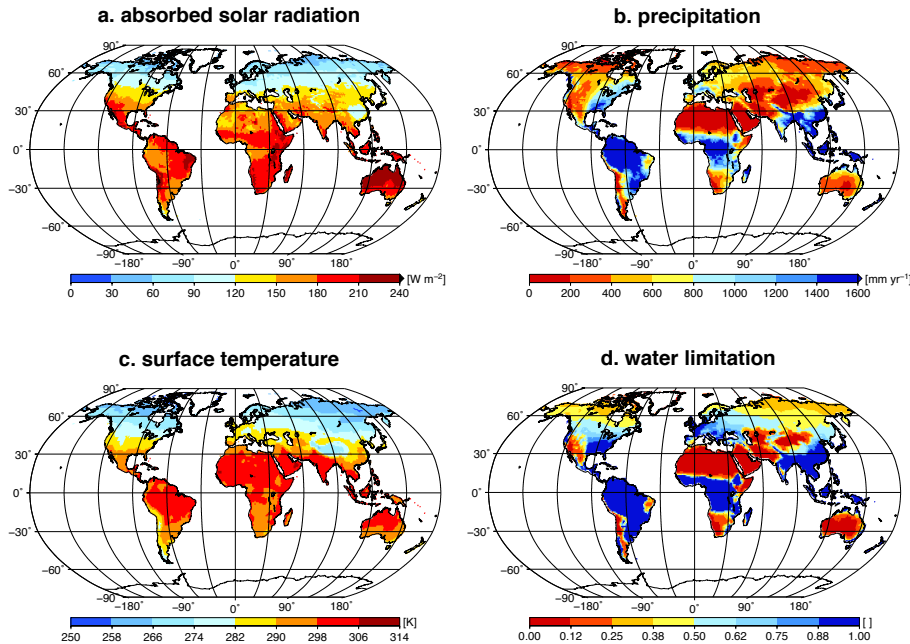 a. absorbed solar radiation
90°
60°
30°
0°
−30°
−60°
−90°
−180° −90° 0° 90° 180°
[W m⁻²]
0 30 60 90 120 150 180 210 240
b. precipitation
90°
60°
30°
0°
−30°
−60°
−90°
−180° −90° 0° 90° 180°
[mm yr⁻¹]
0 200 400 600 800 1000 1200 1400 1600
c. surface temperature
90°
60°
30°
0°
−30°
−60°
−90°
−180° −90° 0° 90° 180°
[K]
250 258 266 274 282 290 298 306 314
d. water limitation
90°
60°
30°
0°
−30°
−60°
−90°
−180° −90° 0° 90° 180°
[ ]
0.00 0.12 0.25 0.38 0.50 0.62 0.75 0.88 1.00